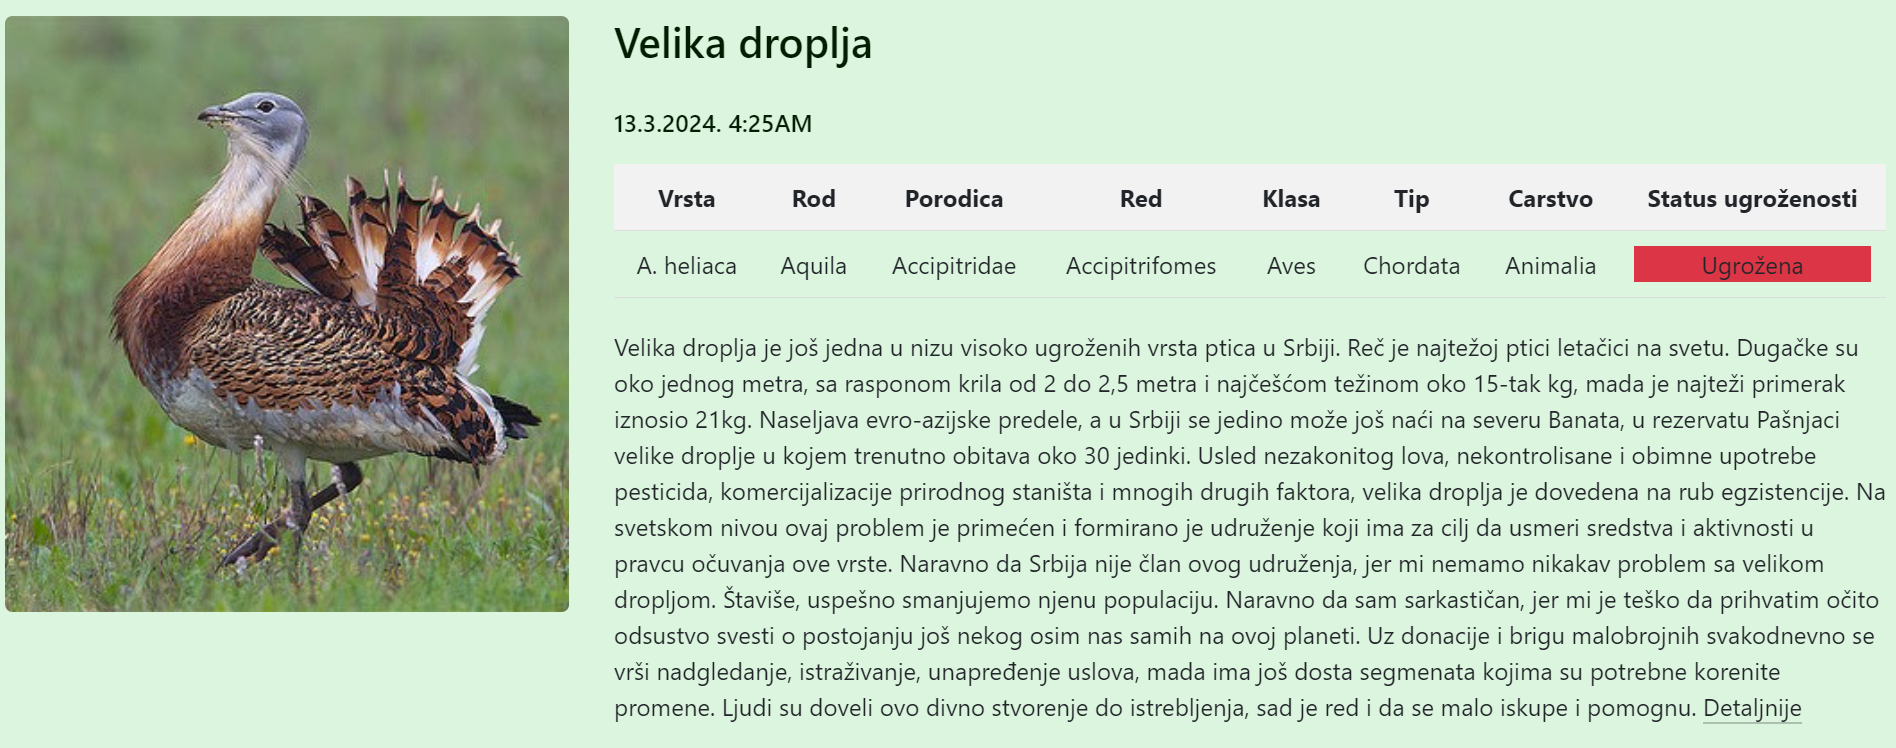 Velika droplja
13.3.2024. 4:25AM
Vrsta Rod Porodica Red Klasa Tip Carstvo Status ugroženosti
A. heliaca Aquila Accipitridae Accipitrifomes Aves Chordata Animalia Ugrožena
Velika droplja je još jedna u nizu visoko ugroženih vrsta ptica u Srbiji. Reč je najtežoj ptici letačici na svetu. Dugačke su
oko jednog metra, sa rasponom krila od 2 do 2,5 metra i najčešćom težinom oko 15-tak kg, mada je najteži primerak
iznosio 21kg. Naseljava evro-azijske predele, a u Srbiji se jedino može još naći na severu Banata, u rezervatu Pašnjaci
velike droplje u kojem trenutno obitava oko 30 jedinki. Usled nezakonitog lova, nekontrolisane i obimne upotrebe
pesticida, komercijalizacije prirodnog staništa i mnogih drugih faktora, velika droplja je dovedena na rub egzistencije. Na
svetskom nivou ovaj problem je primećen i formirano je udruženje koji ima za cilj da usmeri sredstva i aktivnosti u
pravcu očuvanja ove vrste. Naravno da Srbija nije član ovog udruženja, jer mi nemamo nikakav problem sa velikom
dropljom. Štaviše, uspešno smanjujemo njenu populaciju. Naravno da sam sarkastičan, jer mi je teško da prihvatim očito
odsustvo svesti o postojanju još nekog osim nas samih na ovoj planeti. Uz donacije i brigu malobrojnih svakodnevno se
vrši nadgledanje, istraživanje, unapređenje uslova, mada ima još dosta segmenata kojima su potrebne korenite
promene. Ljudi su doveli ovo divno stvorenje do istrebljenja, sad je red i da se malo iskupe i pomognu. Detaljnije